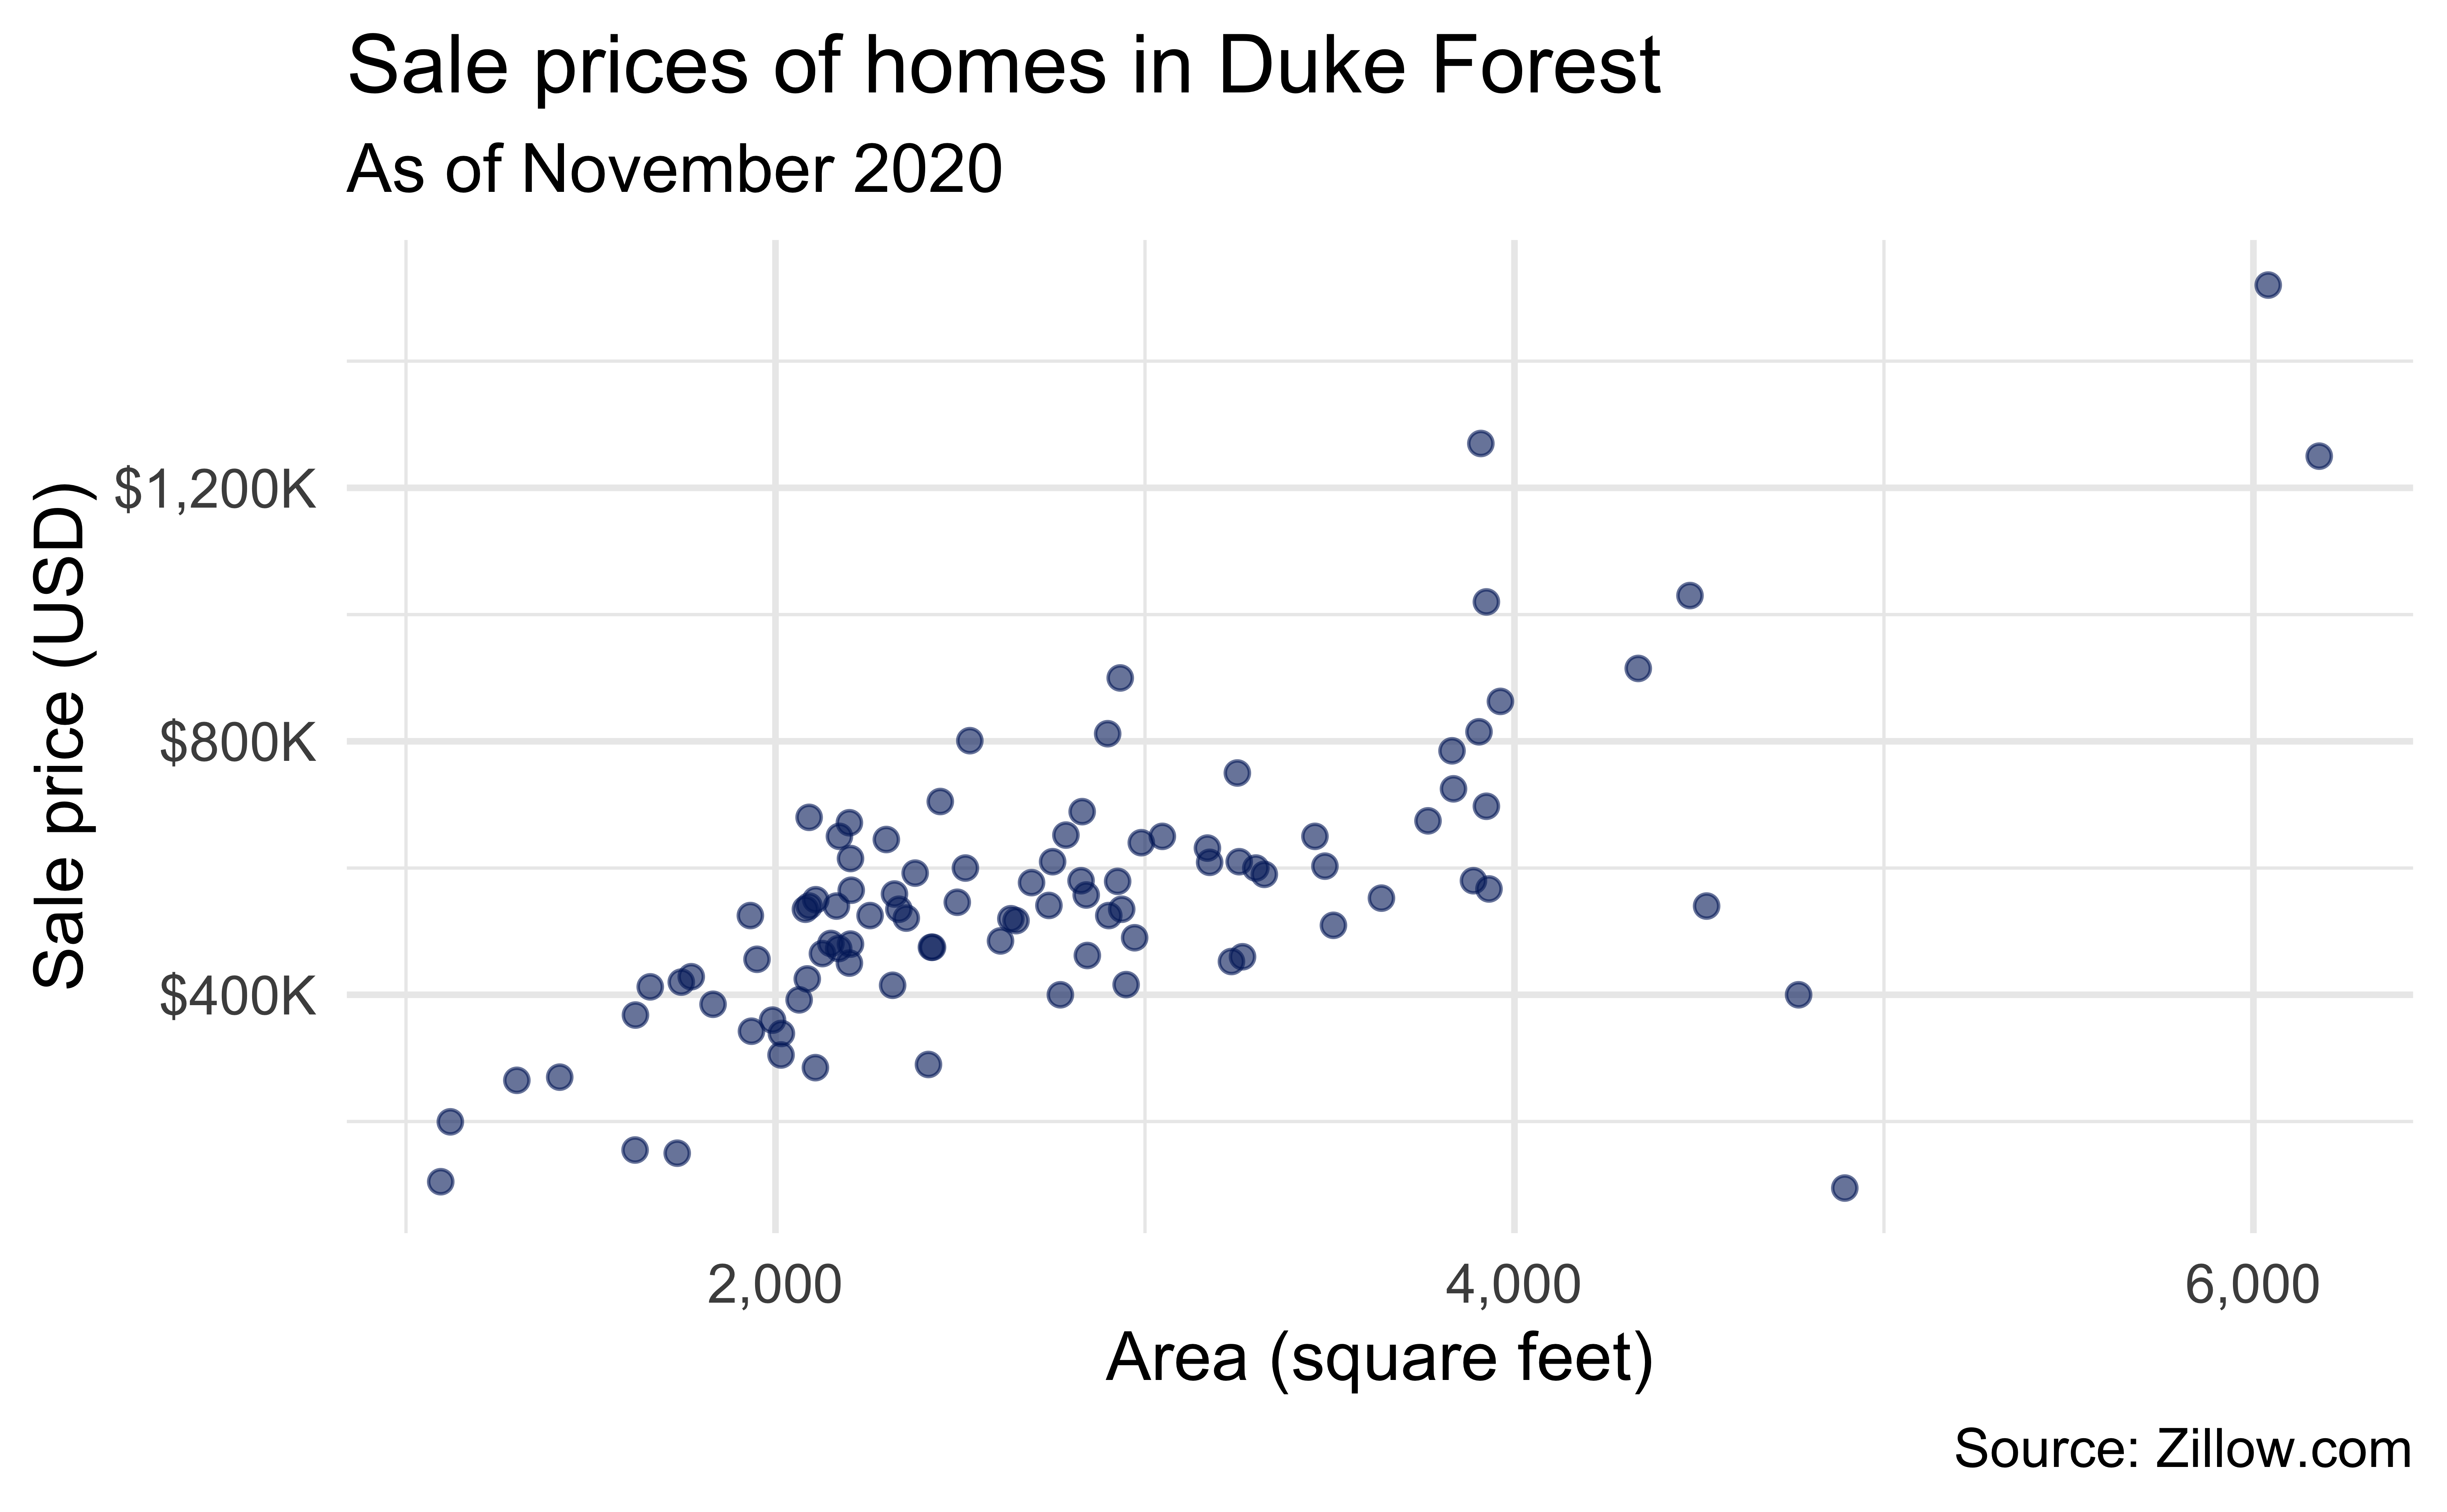 Sale prices of homes in Duke Forest
As of November 2020
Sale price (USD)
$1,200K
$800K
$400K
2,000
4,000
6,000
Area (square feet)
Source: Zillow.com